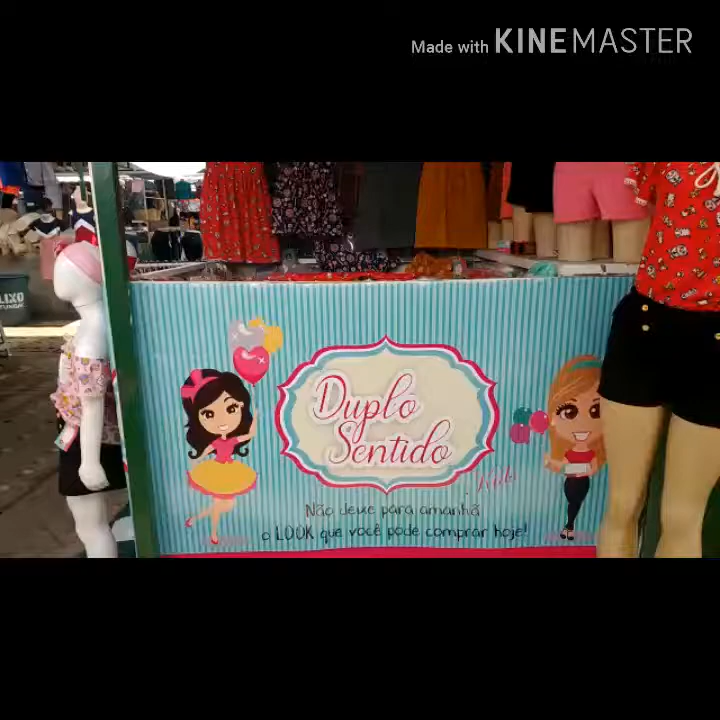 Made with KINEMASTER
LIXO
Duplo
Sentido
Kids
Não deixe para amanhã
o LOOK que você pode comprar hoje!